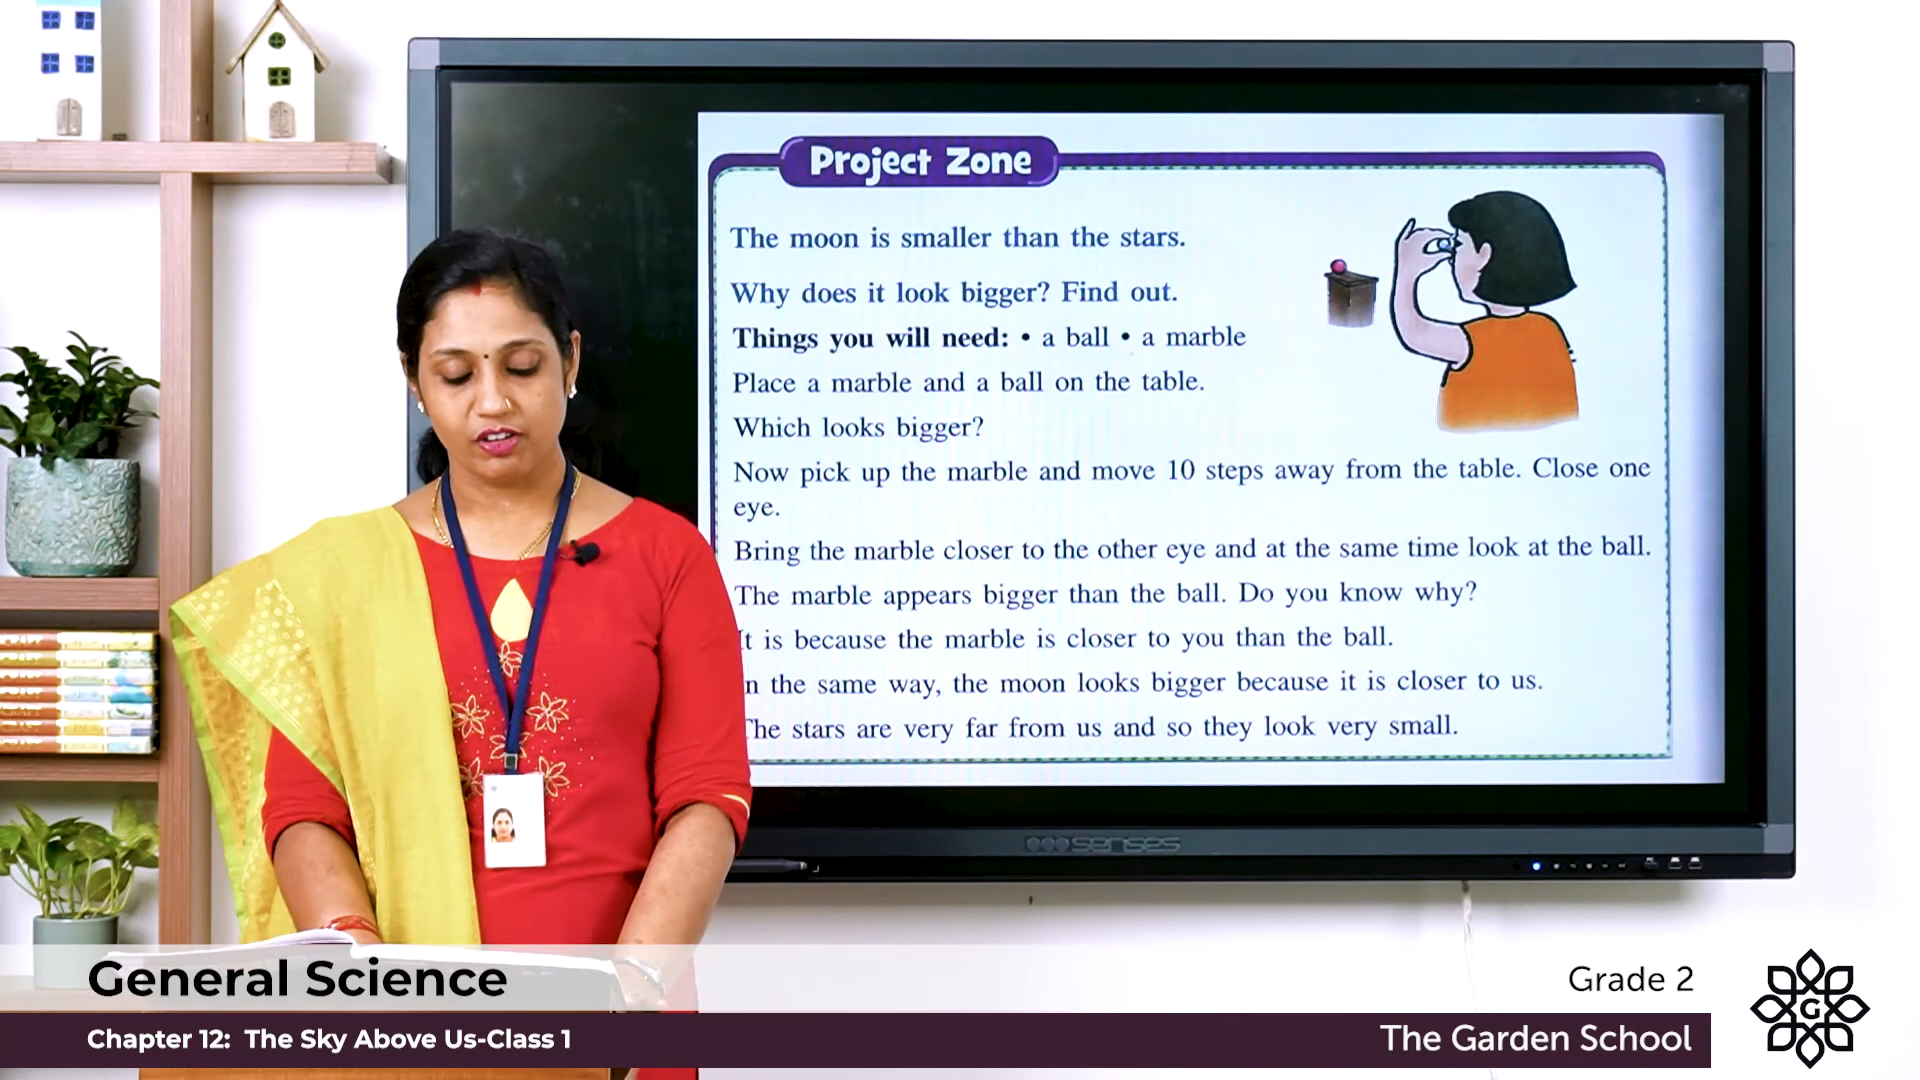 Project Zone
The moon is smaller than the stars.
Why does it look bigger? Find out.
Things you will need: • a ball • a marble
Place a marble and a ball on the table.
Which looks bigger?
Now pick up the marble and move 10 steps away from the table. Close one
eye.
Bring the marble closer to the other eye and at the same time look at the ball.
The marble appears bigger than the ball. Do you know why?
It is because the marble is closer to you than the ball.
In the same way, the moon looks bigger because it is closer to us.
The stars are very far from us and so they look very small.
senses
General Science
Grade 2
Chapter 12: The Sky Above Us-Class 1
The Garden School
G